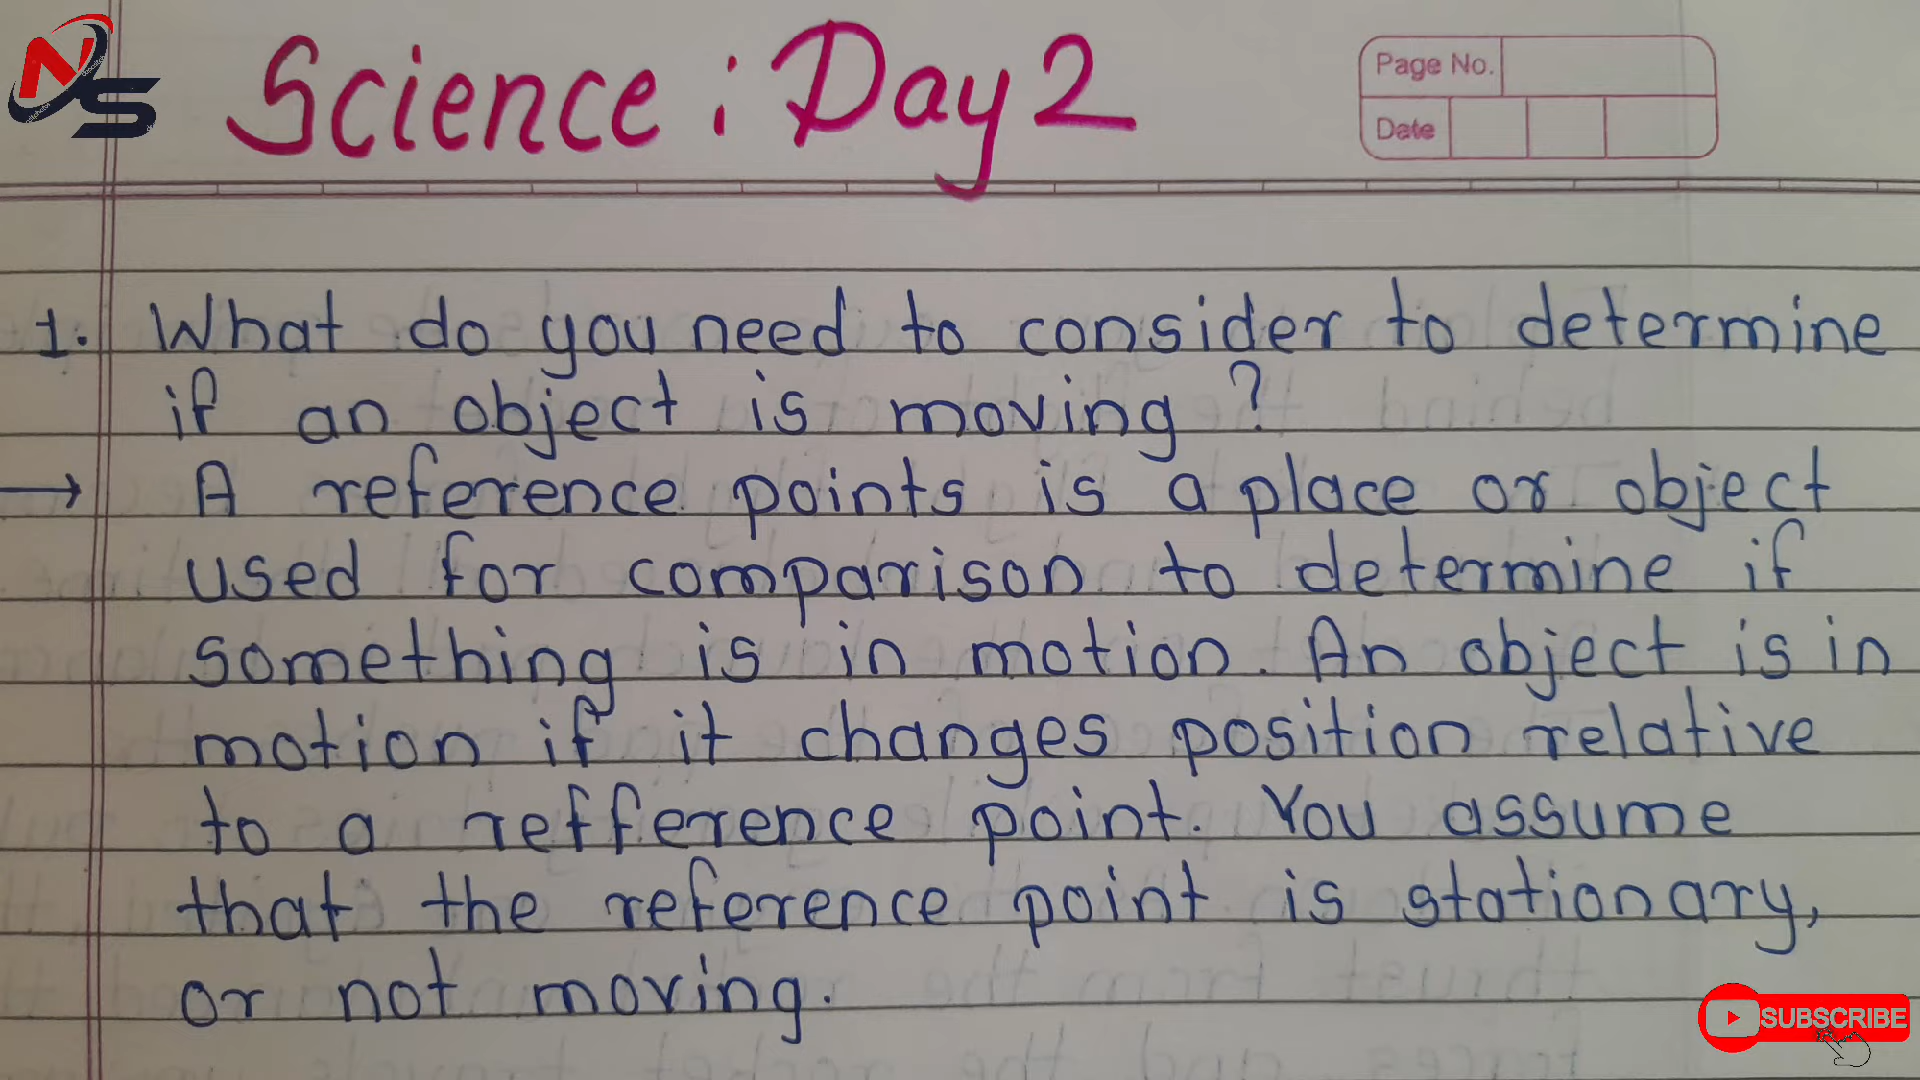 NS
Science : Day 2
Page No.
Date
1. What do you need to consider to determine
if an object is moving ?
→ A reference points is a place or object
used for comparison to determine if
something is in motion. An object is in
motion if it changes position relative
to a refference point. You assume
that the reference point is stationary,
or not moving.
SUBSCRIBE